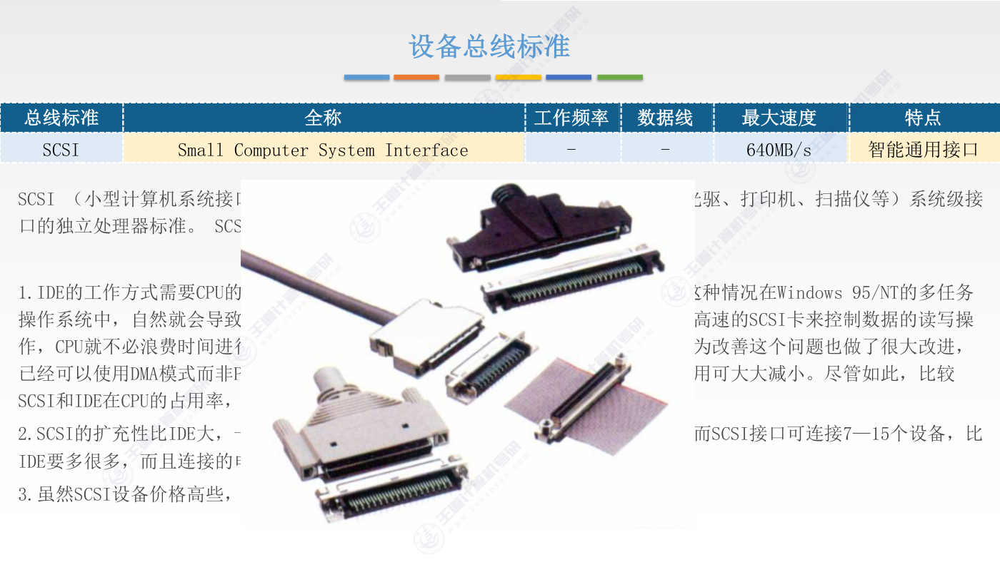 设备总线标准
总线标准 全称 工作频率 数据线 最大速度 特点
SCSI Small Computer System Interface - - 640MB/s 智能通用接口
SCSI （小型计算机系统接 驱、打印机、扫描仪等）系统级接
口的独立处理器标准。 SCS
1.IDE的工作方式需要CPU的 这种情况在Windows 95/NT的多任务
操作系统中，自然就会导致 高速的SCSI卡来控制数据的读写操
作，CPU就不必浪费时间进行 为改善这个问题也做了很大改进，
已经可以使用DMA模式而非P 用可大大减小。尽管如此，比较
SCSI和IDE在CPU的占用率，
2.SCSI的扩充性比IDE大， 而SCSI接口可连接7—15个设备，比
IDE要多很多，而且连接的
3.虽然SCSI设备价格高些，
王道计算机考研